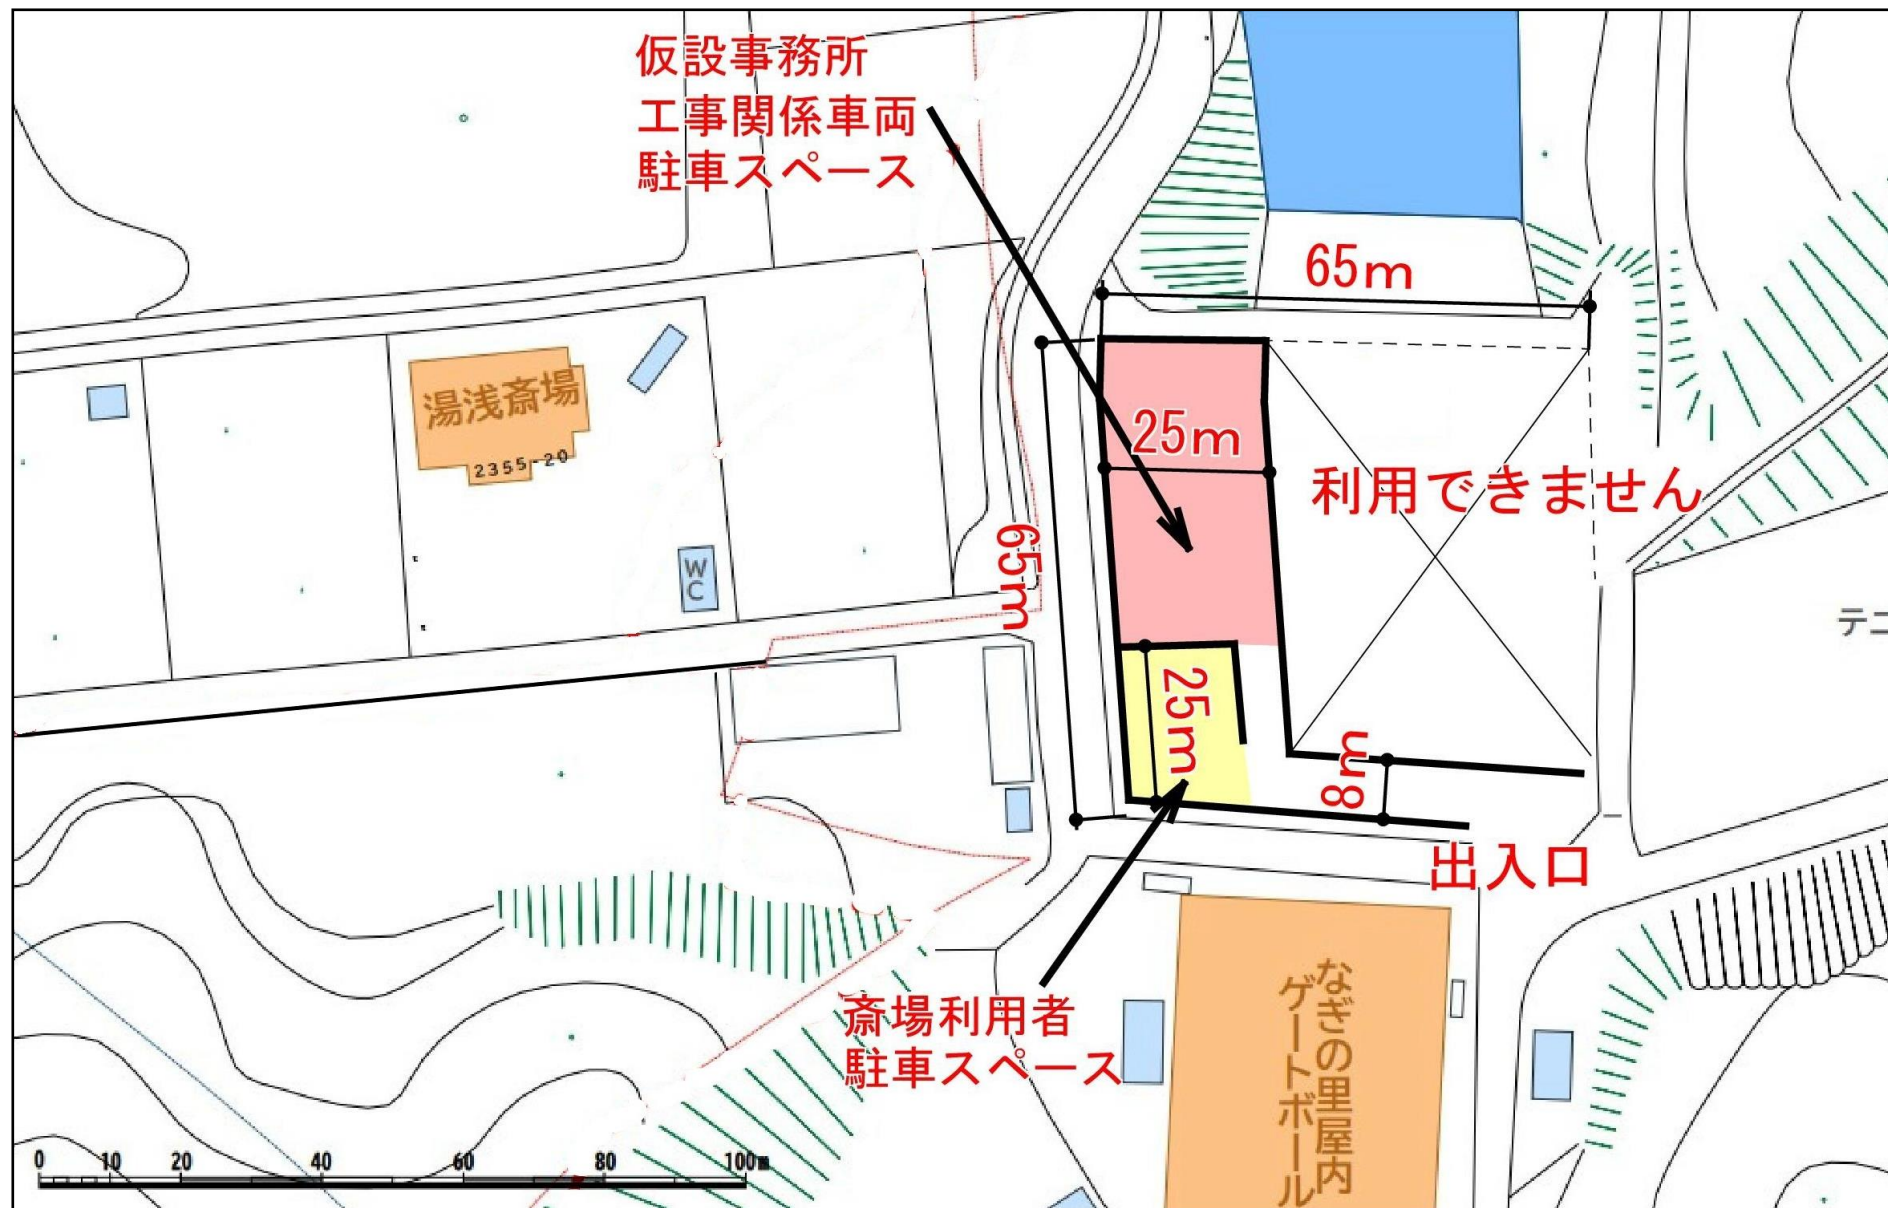 仮設事務所
工事関係車両
駐車スペース
65m
湯浅斎場
2355-20
25m
利用できません
65m
WC
テニ
25m
8m
出入口
斎場利用者
駐車スペース
なぎの里屋内
ゲートボール
0 10 20 40 60 80 100m